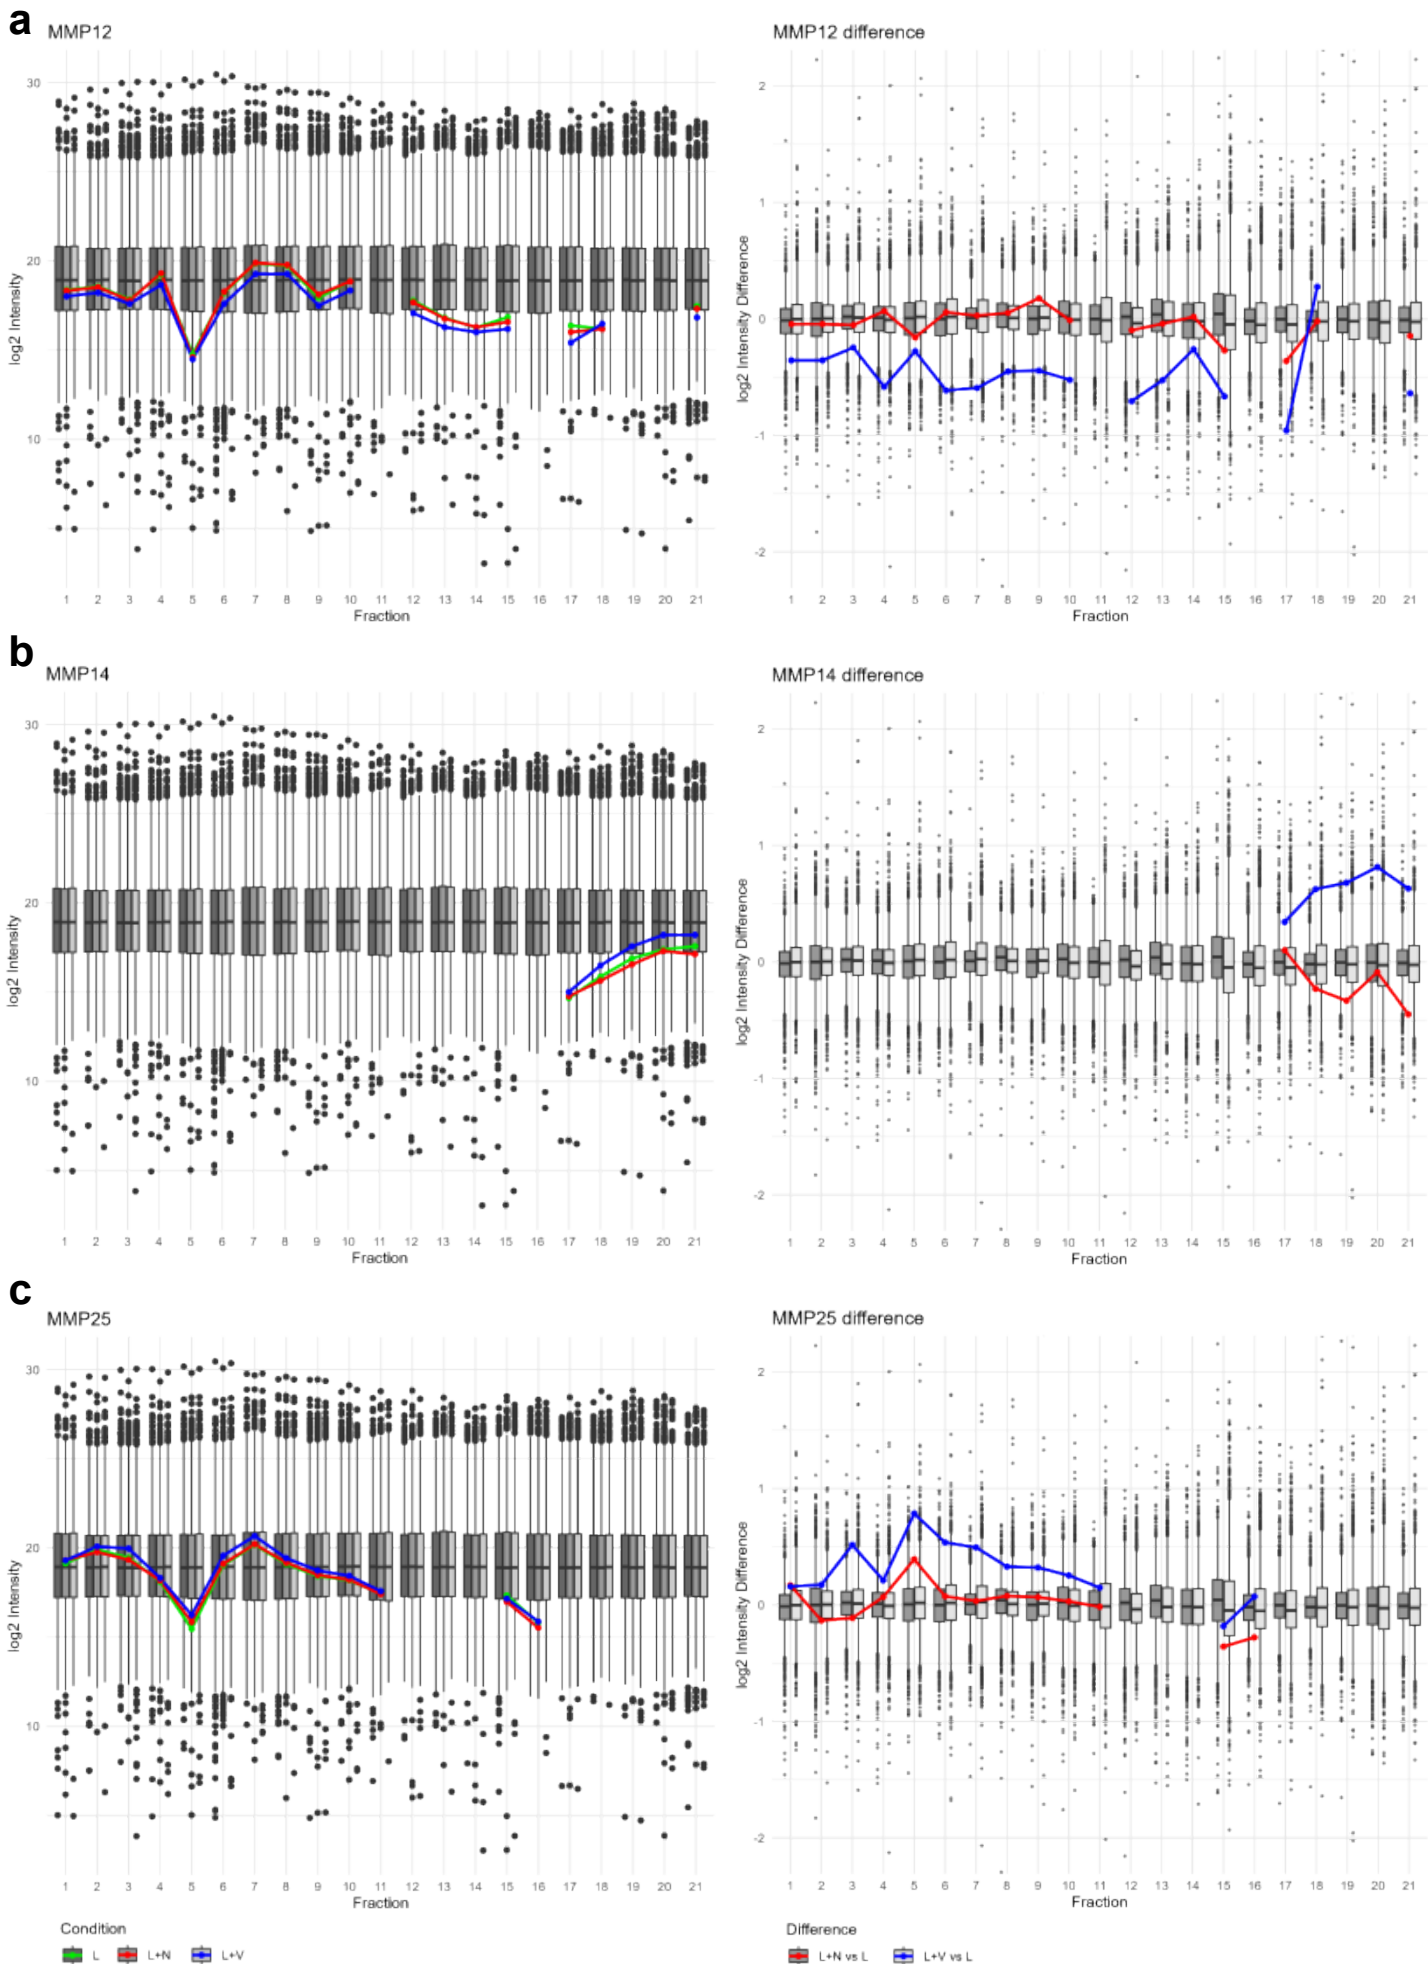 a
MMP12
MMP12 difference
30
20
10
log2 Intensity
1 2 3 4 5 6 7 8 9 10 11 12 13 14 15 16 17 18 19 20 21
Fraction
2
1
0
-1
-2
log2 Intensity Difference
1 2 3 4 5 6 7 8 9 10 11 12 13 14 15 16 17 18 19 20 21
Fraction
b
MMP14
MMP14 difference
30
20
10
log2 Intensity
1 2 3 4 5 6 7 8 9 10 11 12 13 14 15 16 17 18 19 20 21
Fraction
2
1
0
-1
-2
log2 Intensity Difference
1 2 3 4 5 6 7 8 9 10 11 12 13 14 15 16 17 18 19 20 21
Fraction
c
MMP25
MMP25 difference
30
20
10
log2 Intensity
1 2 3 4 5 6 7 8 9 10 11 12 13 14 15 16 17 18 19 20 21
Fraction
2
1
0
-1
-2
log2 Intensity Difference
1 2 3 4 5 6 7 8 9 10 11 12 13 14 15 16 17 18 19 20 21
Fraction
Condition
L L+N L+V
Difference
L+N vs L L+V vs L